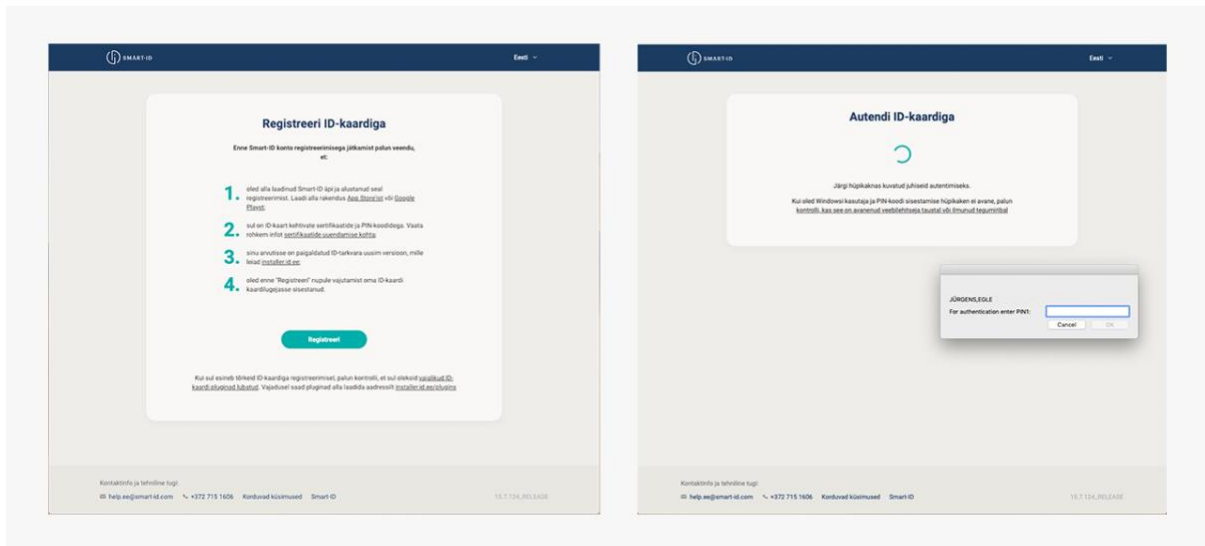 SMART-ID
Eesti
Registreeri ID-kaardiga
Enne Smart-ID konto registreerimisega jätkamist palun veendu,
et:
1.
oled alla laadinud Smart-ID äpi ja alustanud seal
registreerimist. Laadi alla rakendus App Store'ist või Google
Playst;
2.
sul on ID-kaart kehtivate sertifikaatide ja PIN-koodidega. Vaata
rohkem infot sertifikaatide uuendamise kohta
3.
sinu arvutisse on paigaldatud ID-tarkvara uusim versioon, mille
leiad installer.id.ee;
4.
oled enne "Registreeri" nupule vajutamist oma ID-kaardi
kaardilugejasse sisestanud.
Registreeri
Kui sul esineb tõrkeid ID-kaardiga registreerimisel, palun kontrolli, et sul oleksid vajalikud ID-
kaardi pluginad lubatud. Vajadusel saad pluginad alla laadida aadressilt installer.id.ee/plugins
Kontaktinfo ja tehniline tugi:
help.ee@smart-id.com +372 715 1606 Korduvad küsimused Smart-ID
15.7.124_RELEASE
SMART-ID
Eesti
Autendi ID-kaardiga
Järgi hüpikaknas kuvatud juhiseid autentimiseks.
Kui oled Windowsi kasutaja ja PIN-koodi sisestamise hüpikaken ei avane, palun
kontrolli, kas see on avanenud veebilehitseja taustal või ilmunud tegumiribal
JÜRGENS,EGLE
For authentication enter PIN1:
Cancel
OK
Kontaktinfo ja tehniline tugi:
help.ee@smart-id.com +372 715 1606 Korduvad küsimused Smart-ID
15.7.124_RELEASE